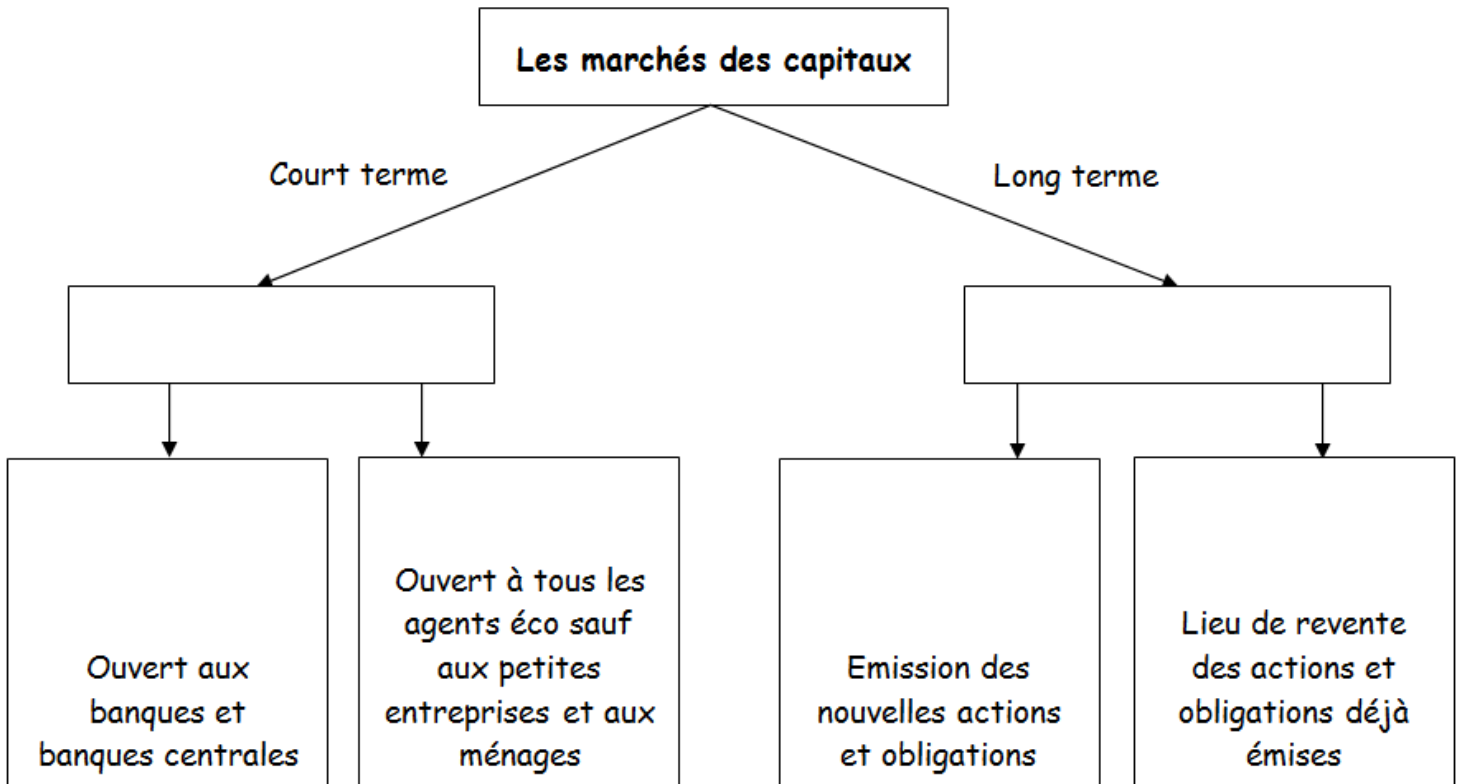 Les marchés des capitaux
Court terme
Long terme
Ouvert aux
banques et
banques centrales
Ouvert à tous les
agents éco sauf
aux petites
entreprises et aux
ménages
Emission des
nouvelles actions
et obligations
Lieu de revente
des actions et
obligations déjà
émises